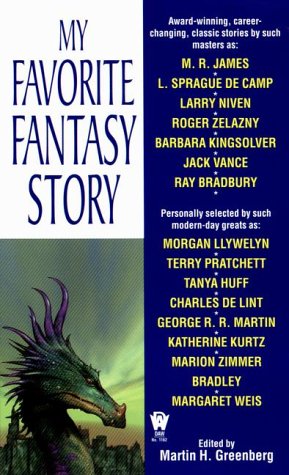 MY
FAVORITE
FANTASY
STORY
Award-winning, career-
changing, classic stories by such
masters as:
M. R. JAMES
★
L. SPRAGUE DE CAMP
★
LARRY NIVEN
★
ROGER ZELAZNY
★
BARBARA KINGSOLVER
★
JACK VANCE
★
RAY BRADBURY
Personally selected by such
modern-day greats as:
MORGAN LLYWELYN
★
TERRY PRATCHETT
★
TANYA HUFF
★
CHARLES DE LINT
★
GEORGE R. R. MARTIN
★
KATHERINE KURTZ
★
MARION ZIMMER
BRADLEY
★
MARGARET WEIS
DAW
No. 1162
Edited by
Martin H. Greenberg